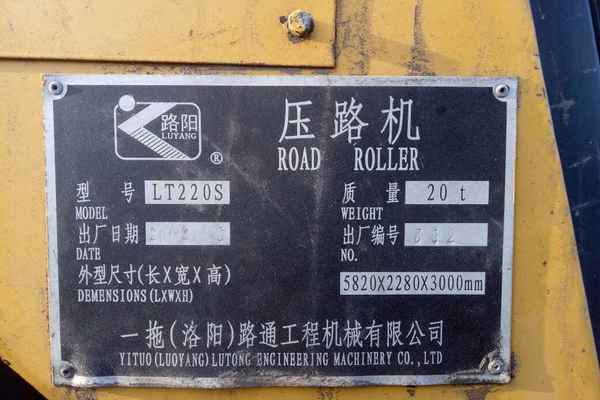 路阳
LUYANG
®
压路机
ROAD ROLLER
型号 LT220S 质量 20 t
MODEL WEIGHT
出厂日期 出厂编号 332
DATE NO.
外型尺寸(长X宽X高) 5820X2280X3000mm
DEMENSIONS(LXWXH)
一拖(洛阳)路通工程机械有限公司
YITUO(LUOYANG)LUTONG ENGINEERING MACHINERY CO., LTD